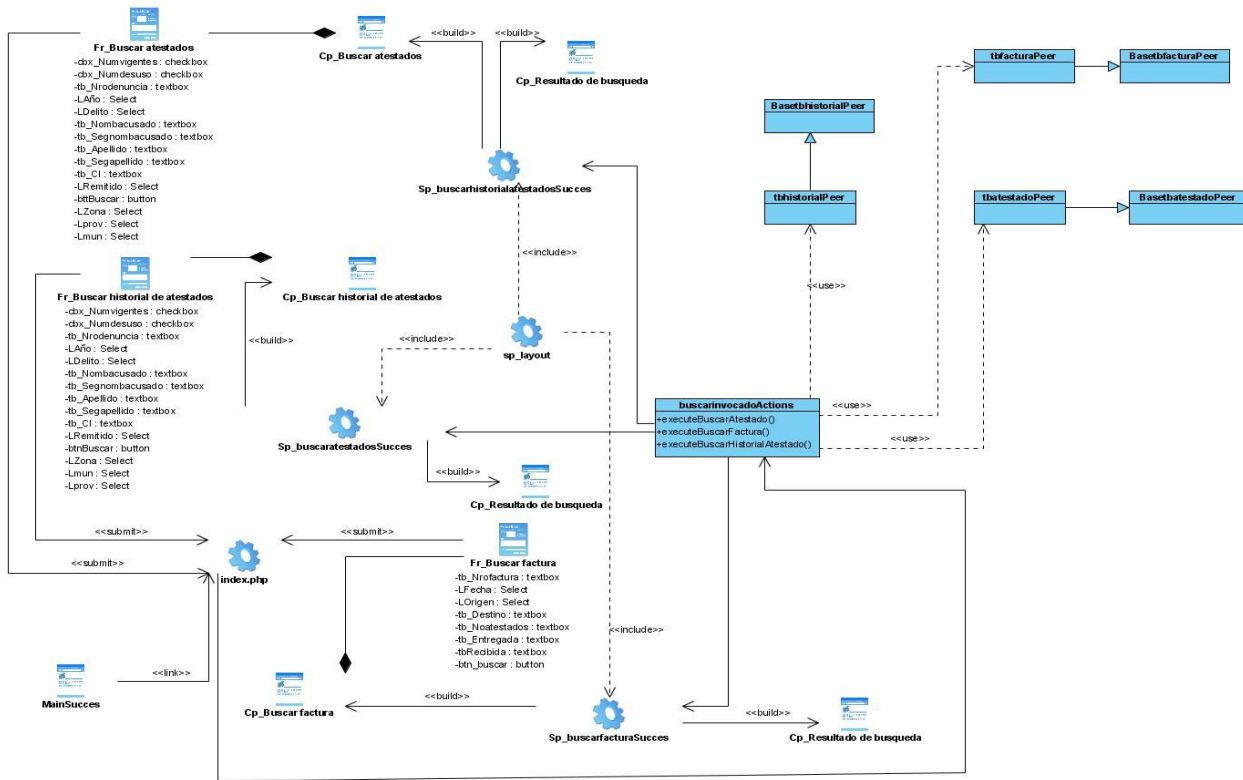 Fr_Buscar atestados
-cbx_Numvigentes : checkbox
-cbx_Numdesuso : checkbox
-tb_Nrodenuncia : textbox
-LAño : Select
-LDelito : Select
-tb_Nombacusado : textbox
-tb_Segnombacusado : textbox
-tb_Apellido : textbox
-tb_Segapellido : textbox
-tb_CI : textbox
-LRemitido : Select
-bttBuscar : button
-LZona : Select
-Lprov : Select
-Lmun : Select
Cp_Buscar atestados
<<build>>
<<build>>
Cp_Resultado de busqueda
Sp_buscarhistorialatestadosSucces
<<include>>
tbfacturaPeer
BasetbfacturaPeer
BasetbhistorialPeer
tbhistorialPeer
tbatestadoPeer
BasetbatestadoPeer
<<use>>
Fr_Buscar historial de atestados
-cbx_Numvigentes : checkbox
-cbx_Numdesuso : checkbox
-tb_Nrodenuncia : textbox
-LAño : Select
-LDelito : Select
-tb_Nombacusado : textbox
-tb_Segnombacusado : textbox
-tb_Apellido : textbox
-tb_Segapellido : textbox
-tb_CI : textbox
-LRemitido : Select
-btnBuscar : button
-LZona : Select
-Lmun : Select
-Lprov : Select
Cp_Buscar historial de atestados
<<build>>
<<include>>
sp_layout
Sp_buscaratestadosSucces
<<build>>
Cp_Resultado de busqueda
buscarinvocadoActions
+executeBuscarAtestado()
+executeBuscarFactura()
+executeBuscarHistorialAtestado()
<<use>>
<<use>>
<<submit>>
<<submit>>
<<submit>>
index.php
Fr_Buscar factura
-tb_Nrofactura : textbox
-LFecha : Select
-LOrigen : Select
-tb_Destino : textbox
-tb_Noatestados : textbox
-tb_Entregada : textbox
-tbRecibida : textbox
-btn_buscar : button
<<include>>
<<link>>
MainSucces
Cp_Buscar factura
<<build>>
Sp_buscarfacturaSucces
<<build>>
Cp_Resultado de busqueda